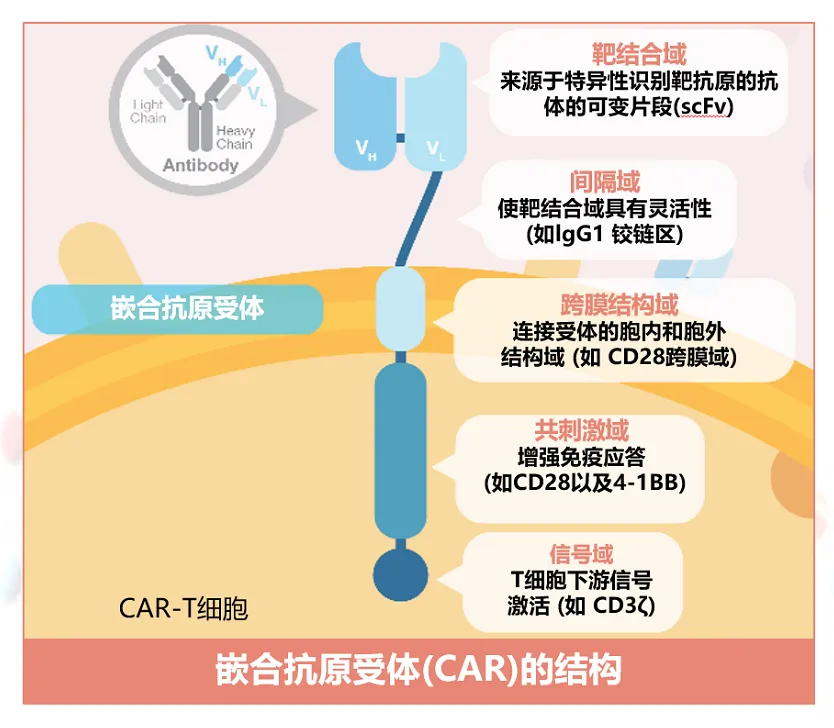 V
H
V
L
Light
Chain
Heavy
Chain
Antibody
V
H
V
L
靶结合域
来源于特异性识别靶抗原的抗
体的可变片段(scFv)
间隔域
使靶结合域具有灵活性
(如IgG1 铰链区)
嵌合抗原受体
跨膜结构域
连接受体的胞内和胞外
结构域 (如 CD28跨膜域)
共刺激域
增强免疫应答
(如CD28以及4-1BB)
信号域
T细胞下游信号
激活 (如 CD3ζ)
CAR-T细胞
嵌合抗原受体(CAR)的结构